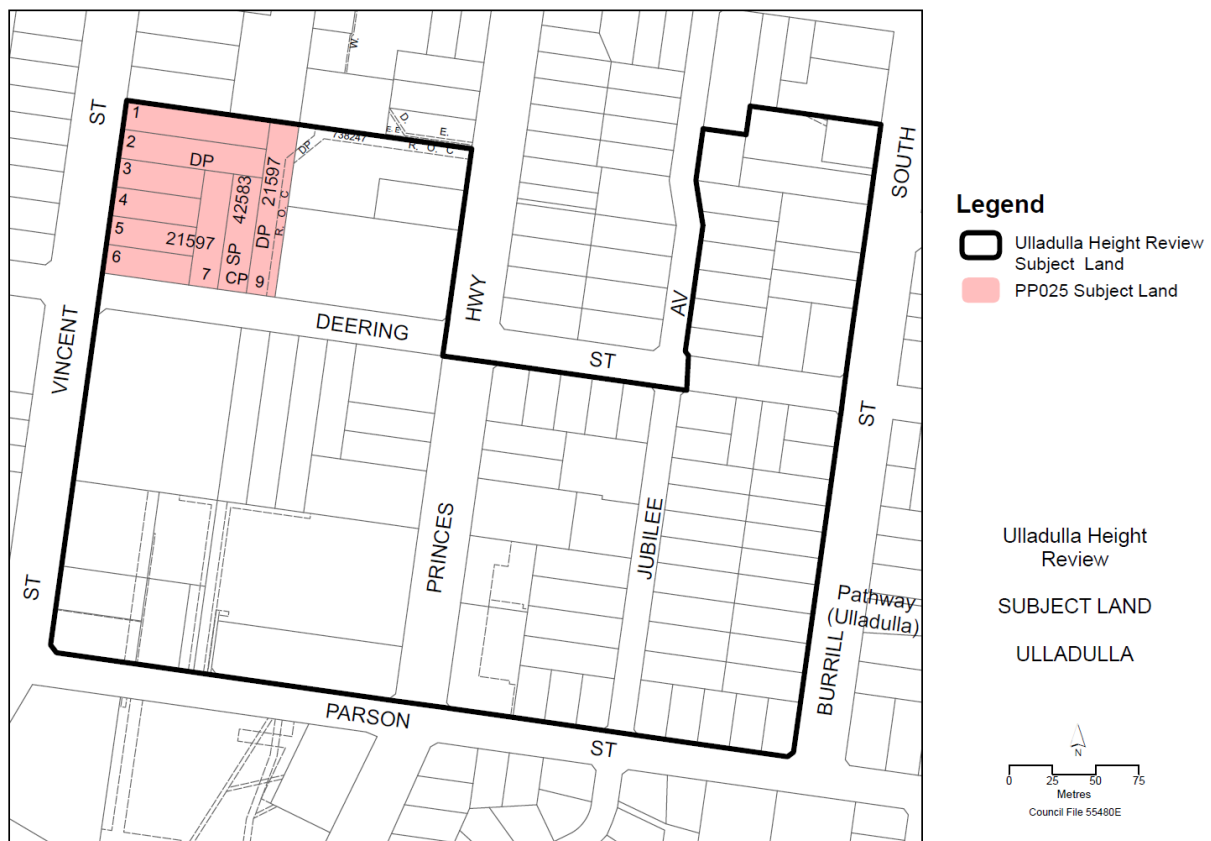 W.
ST
1
2
3
4
5
6
DP
21597
7
SP 42583
CP
DP 21597
9
R. O. C
DP
738247
D.
E.
E. E
R. O. C
SOUTH
HWY
AV
DEERING
ST
VINCENT
ST
ST
PRINCES
JUBILEE
Pathway
(Ulladulla)
BURRILL
PARSON
ST
Legend
Ulladulla Height Review
Subject Land
PP025 Subject Land
Ulladulla Height
Review
SUBJECT LAND
ULLADULLA
N
0 25 50 75
Metres
Council File 55480E